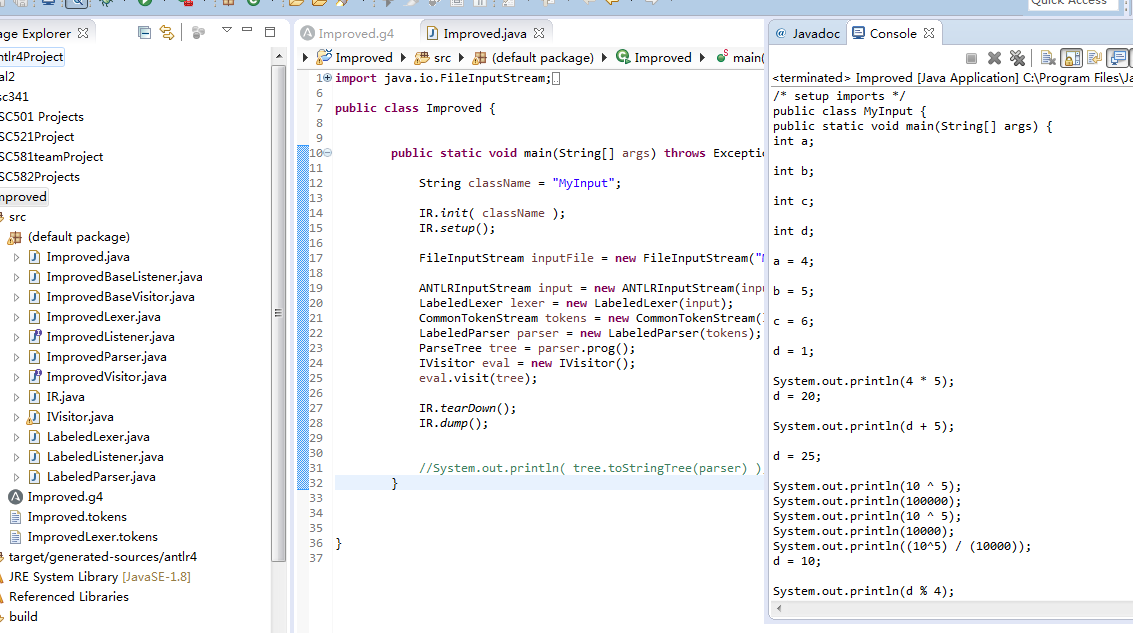 Quick Access
age Explorer
ntlr4Project
al2
sc341
SC501 Projects
SC521Project
SC581teamProject
SC582Projects
mproved
src
(default package)
Improved.java
ImprovedBaseListener.java
ImprovedBaseVisitor.java
ImprovedLexer.java
ImprovedListener.java
ImprovedParser.java
ImprovedVisitor.java
IR.java
IVisitor.java
LabeledLexer.java
LabeledListener.java
LabeledParser.java
Improved.g4
Improved.tokens
ImprovedLexer.tokens
target/generated-sources/antlr4
JRE System Library [JavaSE-1.8]
Referenced Libraries
build
Improved.g4
Improved.java
Improved src (default package) Improved main(
1 import java.io.FileInputStream;
6
7 public class Improved {
8
9
10 public static void main(String[] args) throws Exceptio
11
12 String className = "MyInput";
13
14 IR.init( className );
15 IR.setup();
16
17 FileInputStream inputFile = new FileInputStream("
18
19 ANTLRInputStream input = new ANTLRInputStream(inpu
20 LabeledLexer lexer = new LabeledLexer(input);
21 CommonTokenStream tokens = new CommonTokenStream(
22 LabeledParser parser = new LabeledParser(tokens);
23 ParseTree tree = parser.prog();
24 IVisitor eval = new IVisitor();
25 eval.visit(tree);
26
27 IR.tearDown();
28 IR.dump();
29
30
31 //System.out.println( tree.toStringTree(parser) )
32 }
33
34
35
36 }
37
@ Javadoc
Console
<terminated> Improved [Java Application] C:\Program Files\Ja
/* setup imports */
public class MyInput {
public static void main(String[] args) {
int a;
int b;
int c;
int d;
a = 4;
b = 5;
c = 6;
d = 1;
System.out.println(4 * 5);
d = 20;
System.out.println(d + 5);
d = 25;
System.out.println(10 ^ 5);
System.out.println(100000);
System.out.println(10 ^ 5);
System.out.println(10000);
System.out.println((10^5) / (10000));
d = 10;
System.out.println(d % 4);